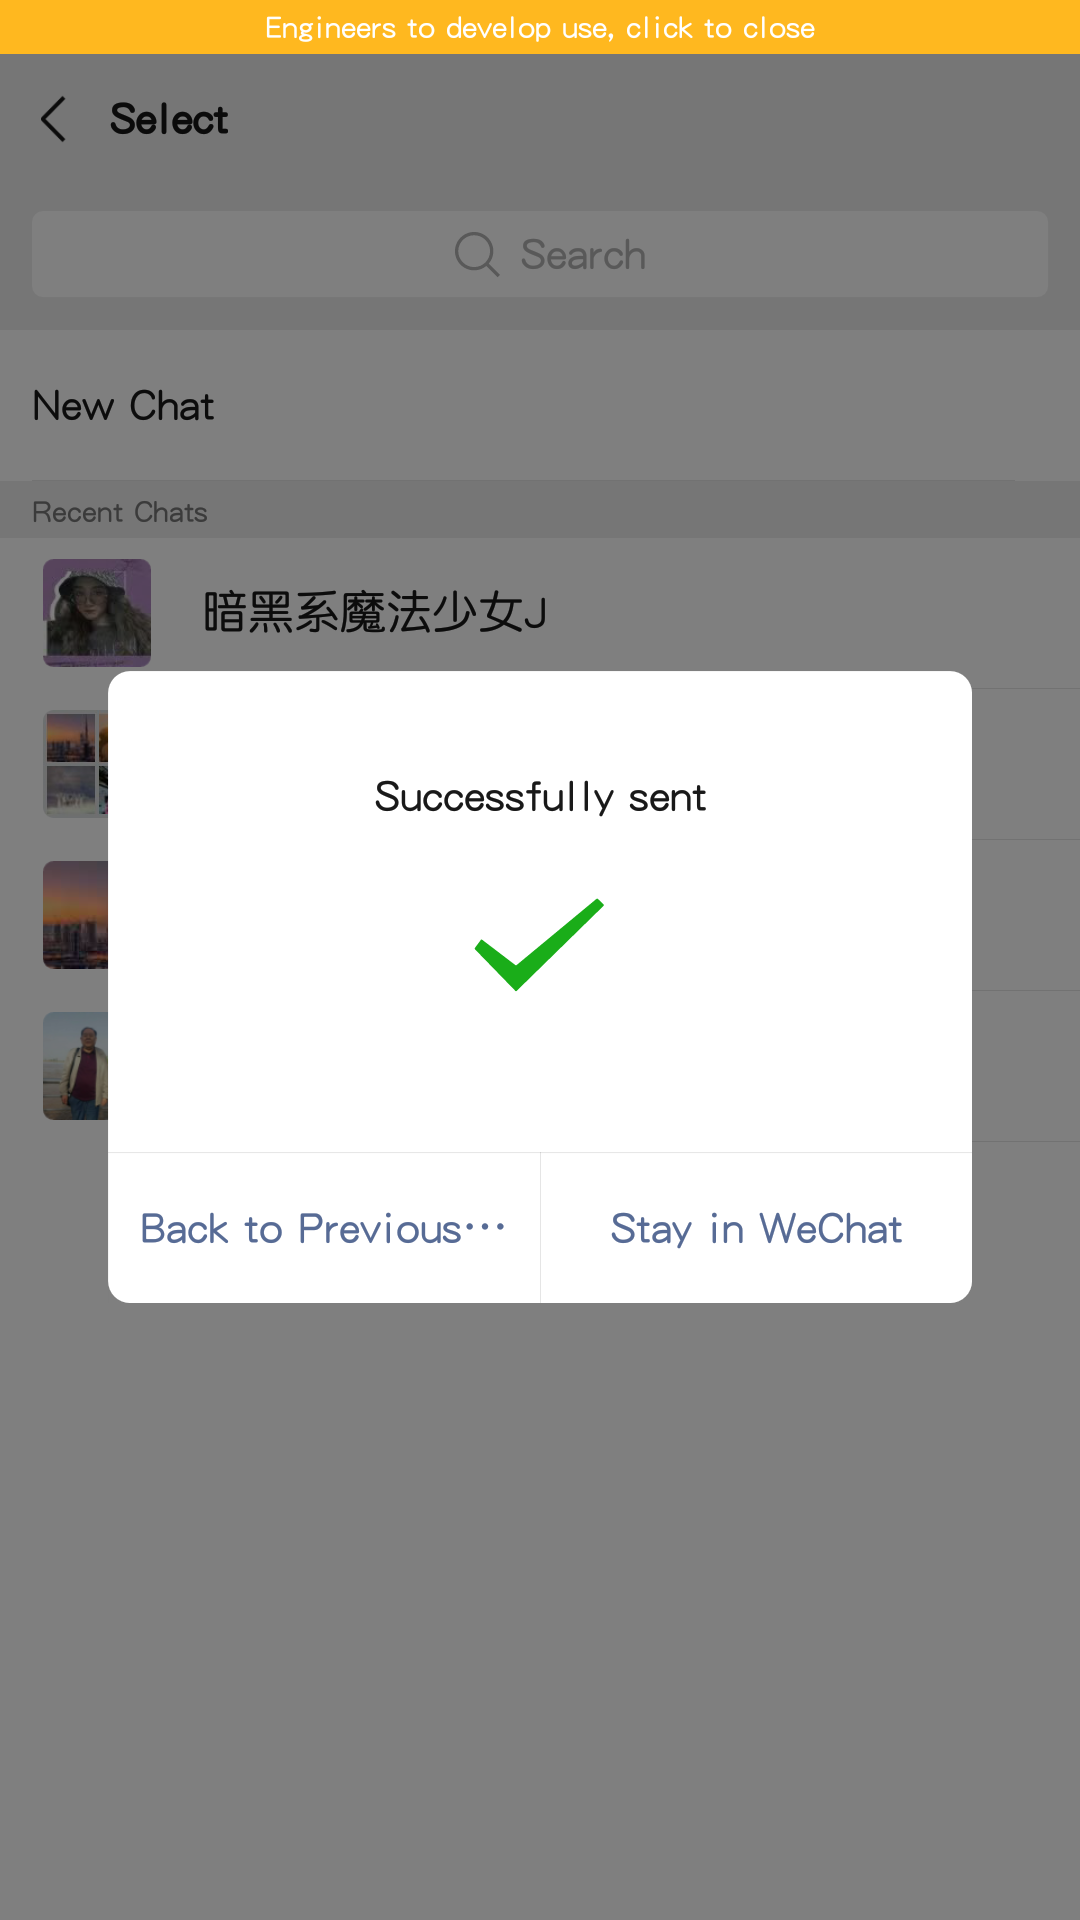 Engineers to develop use, click to close
Select
Search
New Chat
Recent Chats
暗黑系魔法少女J
Successfully sent
Back to Previous…
Stay in WeChat